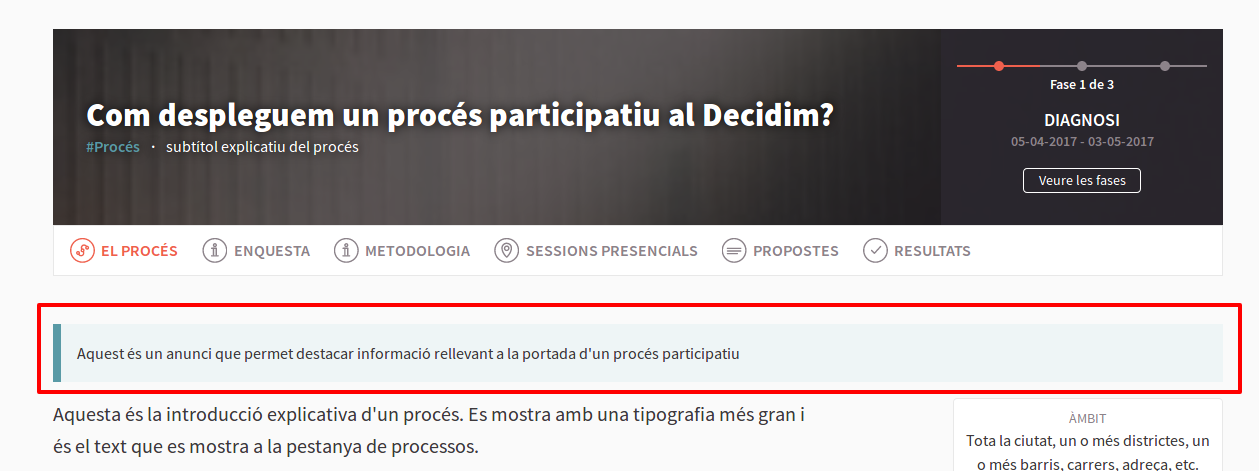 Com despleguem un procés participatiu al Decidim?
#Procés · subtítol explicatiu del procés
Fase 1 de 3
DIAGNOSI
05-04-2017 - 03-05-2017
Veure les fases
EL PROCÉS
ENQUESTA
METODOLOGIA
SESSIONS PRESENCIALS
PROPOSTES
RESULTATS
Aquest és un anunci que permet destacar informació rellevant a la portada d'un procés participatiu
Aquesta és la introducció explicativa d'un procés. Es mostra amb una tipografia més gran i
és el text que es mostra a la pestanya de processos.
ÀMBIT
Tota la ciutat, un o més districtes, un
o més barris, carrers, adreça, etc.